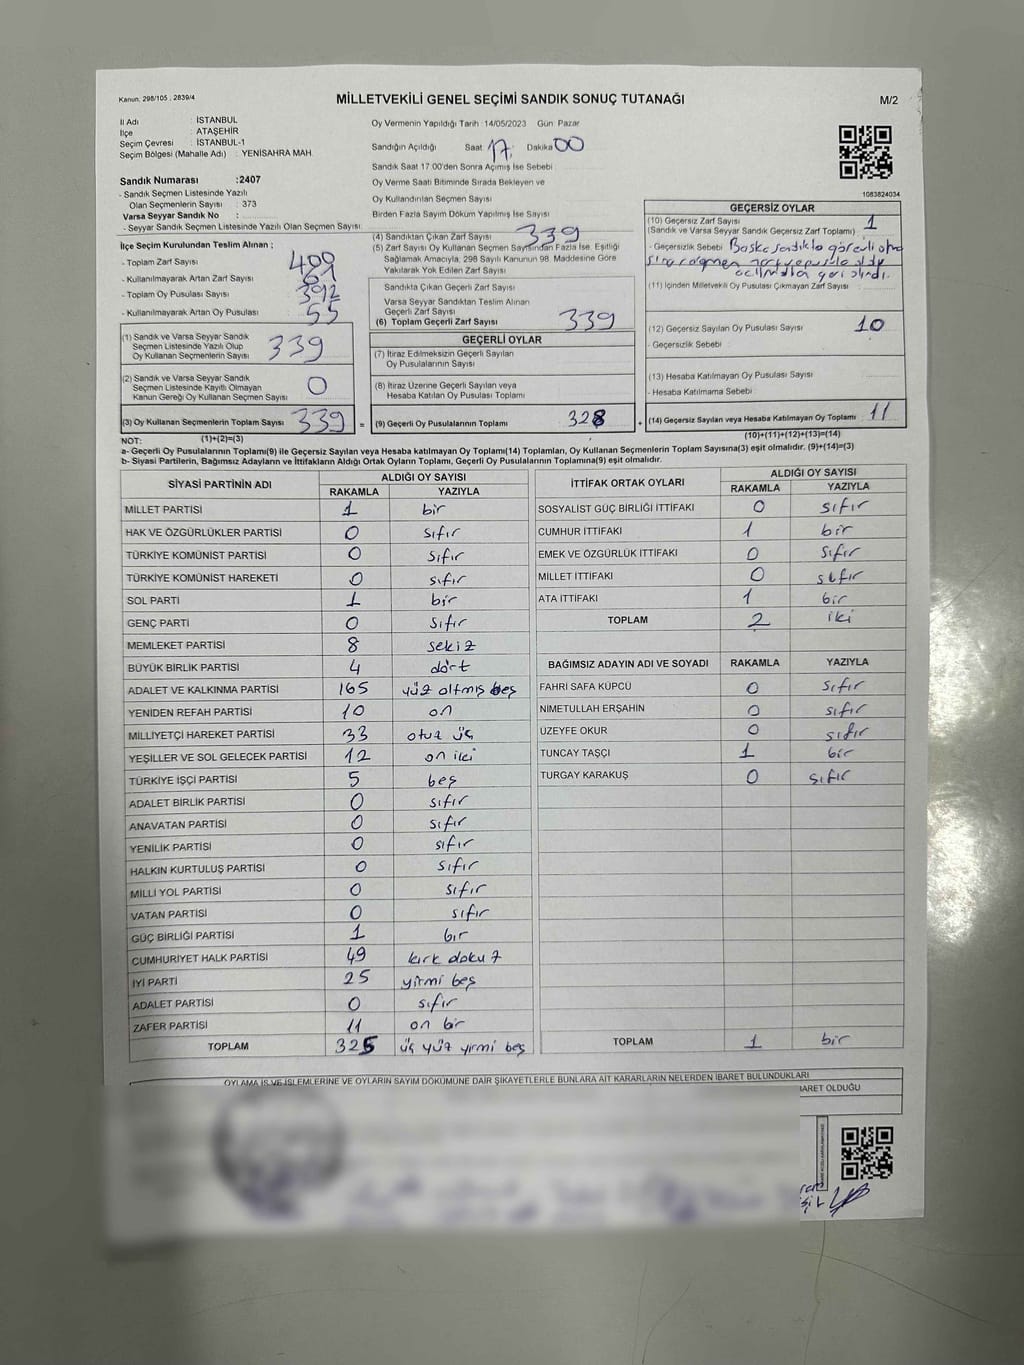 Kanun, 298/105 , 2839/4
MİLLETVEKİLİ GENEL SEÇİMİ SANDIK SONUÇ TUTANAĞI
M/2
İl Adı : İSTANBUL
İlçe : ATAŞEHİR
Seçim Çevresi : İSTANBUL-1
Seçim Bölgesi (Mahalle Adı) : YENİSAHRA MAH.
Sandık Numarası :2407
- Sandık Seçmen Listesinde Yazılı
Olan Seçmenlerin Sayısı : 373
Varsa Seyyar Sandık No :
- Seyyar Sandık Seçmen Listesinde Yazılı Olan Seçmen Sayısı
İlçe Seçim Kurulundan Teslim Alınan ;
- Toplam Zarf Sayısı 400
- Kullanılmayarak Artan Zarf Sayısı 61
- Toplam Oy Pusulası Sayısı 392
- Kullanılmayarak Artan Oy Pusulası 55
(1) Sandık ve Varsa Seyyar Sandık
Seçmen Listesinde Yazılı Olup
Oy Kullanan Seçmenlerin Sayısı 339
(2) Sandık ve Varsa Seyyar Sandık
Seçmen Listesinde Kayıtlı Olmayan
Kanun Gereği Oy Kullanan Seçmen Sayısı 0
(3) Oy Kullanan Seçmenlerin Toplam Sayısı 339 =
(1)+(2)=(3)
Oy Vermenin Yapıldığı Tarih : 14/05/2023 Gün: Pazar
Sandığın Açıldığı Saat 17. Dakika 00
Sandık Saat 17:00'den Sonra Açılmış İse Sebebi :
Oy Verme Saati Bitiminde Sırada Bekleyen ve
Oy Kullandırılan Seçmen Sayısı
Birden Fazla Sayım Döküm Yapılmış İse Sayısı
(4) Sandıktan Çıkan Zarf Sayısı 339
(5) Zarf Sayısı Oy Kullanan Seçmen Sayısından Fazla İse, Eşitliği
Sağlamak Amacıyla, 298 Sayılı Kanunun 98. Maddesine Göre
Yakılarak Yok Edilen Zarf Sayısı
Sandıkta Çıkan Geçerli Zarf Sayısı
Varsa Seyyar Sandıktan Teslim Alınan
Geçerli Zarf Sayısı
(6) Toplam Geçerli Zarf Sayısı 339
GEÇERLİ OYLAR
(7) İtiraz Edilmeksizin Geçerli Sayılan
Oy Pusulalarının Sayısı
(8) İtiraz Üzerine Geçerli Sayılan veya
Hesaba Katılan Oy Pusulası Toplamı
(9) Geçerli Oy Pusulalarının Toplamı 328 +
1083824034
GEÇERSİZ OYLAR
(10) Geçersiz Zarf Sayısı 1
(Sandık ve Varsa Seyyar Sandık Geçersiz Zarf Toplamı)
- Geçersizlik Sebebi Başka sandıkta görevli
(11) İçinden Milletvekili Oy Pusulası Çıkmayan Zarf Sayısı
(12) Geçersiz Sayılan Oy Pusulası Sayısı 10
- Geçersizlik Sebebi :
(13) Hesaba Katılmayan Oy Pusulası Sayısı
- Hesaba Katılmama Sebebi
(14) Geçersiz Sayılan veya Hesaba Katılmayan Oy Toplamı 11
(10)+(11)+(12)+(13)=(14)
NOT:
a- Geçerli Oy Pusulalarının Toplamı(9) ile Geçersiz Sayılan veya Hesaba katılmayan Oy Toplamı(14) Toplamları, Oy Kullanan Seçmenlerin Toplam Sayısına(3) eşit olmalıdır. (9)+(14)=(3)
b- Siyasi Partilerin, Bağımsız Adayların ve İttifakların Aldığı Ortak Oyların Toplamı, Geçerli Oy Pusulalarının Toplamına(9) eşit olmalıdır.
SİYASİ PARTİNİN ADI ALDIĞI OY SAYISI
RAKAMLA YAZIYLA
MİLLET PARTİSİ 1 bir
HAK VE ÖZGÜRLÜKLER PARTİSİ 0 sıfır
TÜRKİYE KOMÜNİST PARTİSİ 0 sıfır
TÜRKİYE KOMÜNİST HAREKETİ 0 sıfır
SOL PARTİ 1 bir
GENÇ PARTİ 0 sıfır
MEMLEKET PARTİSİ 8 sekiz
BÜYÜK BİRLİK PARTİSİ 4 dört
ADALET VE KALKINMA PARTİSİ 165 yüz altmış beş
YENİDEN REFAH PARTİSİ 10 on
MİLLİYETÇİ HAREKET PARTİSİ 33 otuz üç
YEŞİLLER VE SOL GELECEK PARTİSİ 12 on iki
TÜRKİYE İŞÇİ PARTİSİ 5 beş
ADALET BİRLİK PARTİSİ 0 sıfır
ANAVATAN PARTİSİ 0 sıfır
YENİLİK PARTİSİ 0 sıfır
HALKIN KURTULUŞ PARTİSİ 0 sıfır
MİLLİ YOL PARTİSİ 0 sıfır
VATAN PARTİSİ 0 sıfır
GÜÇ BİRLİĞİ PARTİSİ 1 bir
CUMHURİYET HALK PARTİSİ 49 kırk dokuz
İYİ PARTİ 25 yirmi beş
ADALET PARTİSİ 0 sıfır
ZAFER PARTİSİ 11 on bir
TOPLAM 325 üç yüz yirmi beş
İTTİFAK ORTAK OYLARI ALDIĞI OY SAYISI
RAKAMLA YAZIYLA
SOSYALİST GÜÇ BİRLİĞİ İTTİFAKI 0 sıfır
CUMHUR İTTİFAKI 1 bir
EMEK VE ÖZGÜRLÜK İTTİFAKI 0 sıfır
MİLLET İTTİFAKI 0 sıfır
ATA İTTİFAKI 1 bir
TOPLAM 2 iki
BAĞIMSIZ ADAYIN ADI VE SOYADI RAKAMLA YAZIYLA
FAHRİ SAFA KÜPCÜ 0 sıfır
NİMETULLAH ERŞAHİN 0 sıfır
ÜZEYFE OKUR 0 sıfır
TUNCAY TAŞÇI 1 bir
TURGAY KARAKUŞ 0 sıfır
TOPLAM 1 bir
OYLAMA İŞ VE İŞLEMLERİNE VE OYLARIN SAYIM DÖKÜMÜNE DAİR ŞİKAYETLERLE BUNLARA AİT KARARLARIN NELERDEN İBARET BULUNDUKLARI
BARET OLDUĞU